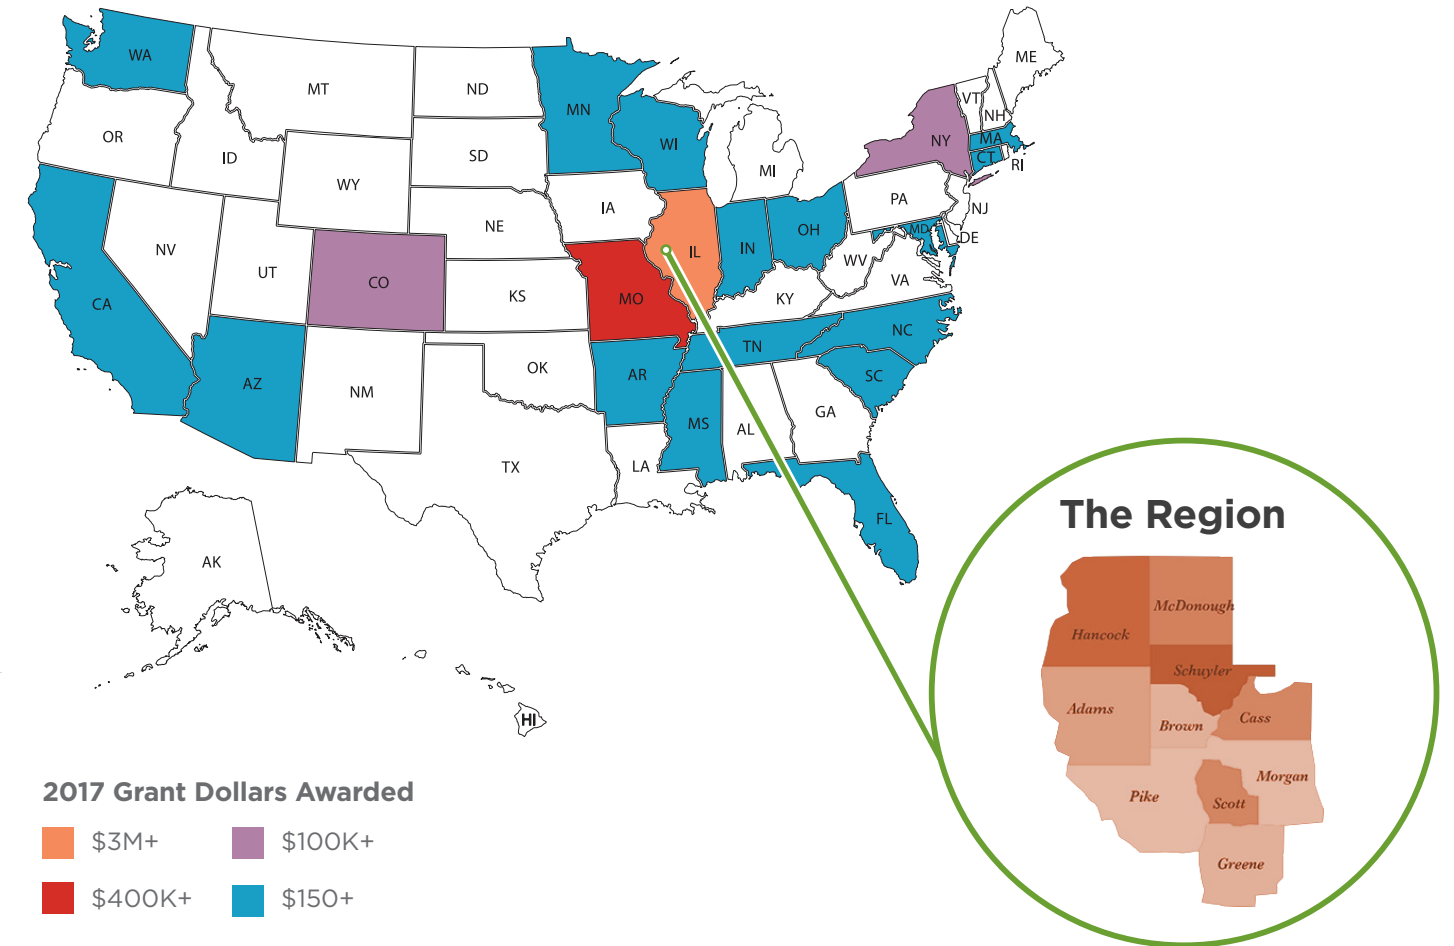 WA
MT
ND
MN
ME
VT
NH
OR
ID
SD
WI
NY
MA
CT
RI
WY
MI
IA
PA
NJ
NE
NV
UT
CO
IL
IN
OH
MD
DE
WV
VA
CA
KS
MO
KY
AZ
NM
OK
AR
TN
NC
SC
MS
AL
GA
TX
LA
FL
AK
HI
The Region
McDonough
Hancock
Schuyler
Adams
Brown
Cass
Morgan
Pike
Scott
Greene
2017 Grant Dollars Awarded
$3M+
$100K+
$400K+
$150+